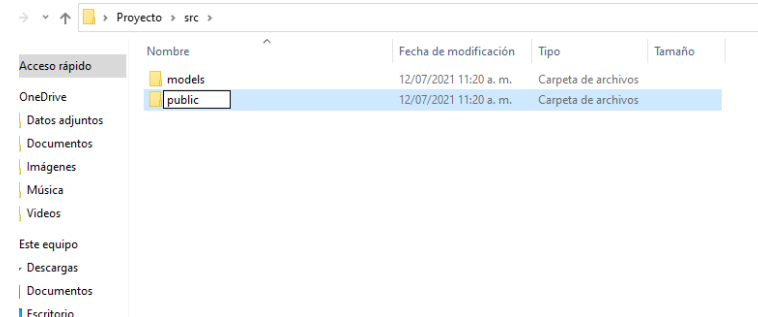 Proyecto > src >
Nombre Fecha de modificación Tipo Tamaño
Acceso rápido
models 12/07/2021 11:20 a. m. Carpeta de archivos
public 12/07/2021 11:20 a. m. Carpeta de archivos
OneDrive
Datos adjuntos
Documentos
Imágenes
Música
Videos
Este equipo
Descargas
Documentos
Escritorio